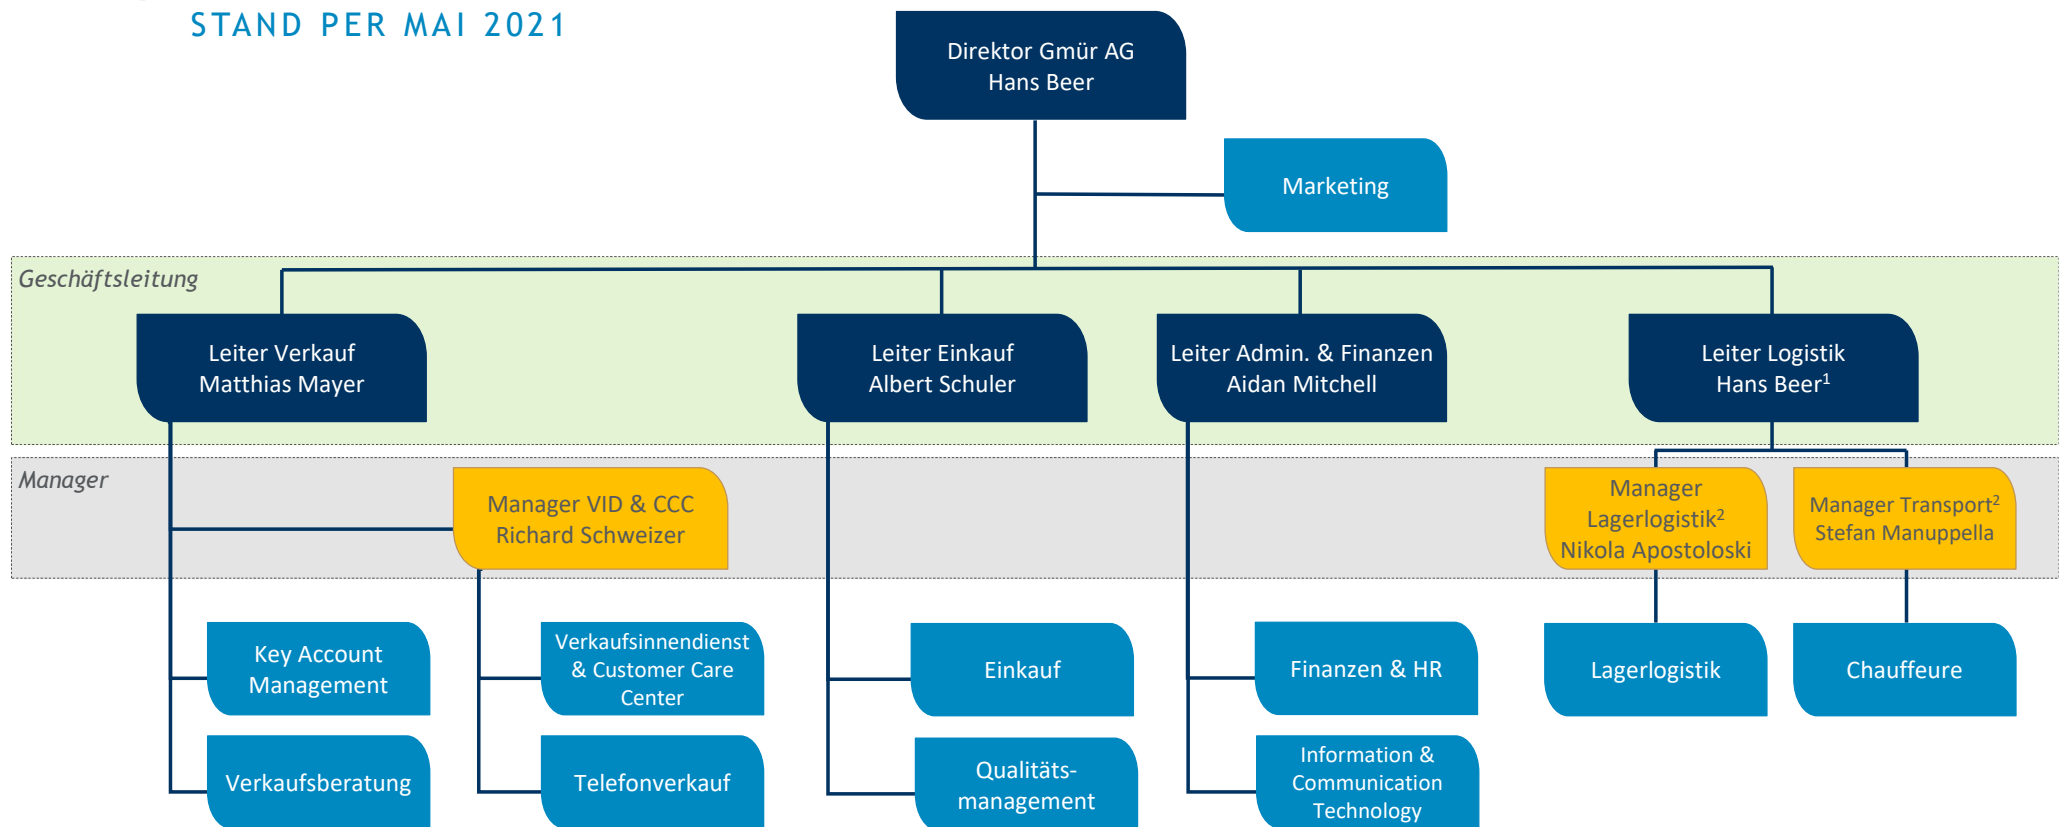 STAND PER MAI 2021
Direktor Gmür AG
Hans Beer
Marketing
Geschäftsleitung
Leiter Verkauf
Matthias Mayer
Leiter Einkauf
Albert Schuler
Leiter Admin. & Finanzen
Aidan Mitchell
Leiter Logistik
Hans Beer¹
Manager
Manager VID & CCC
Richard Schweizer
Manager
Lagerlogistik²
Nikola Apostoloski
Manager Transport²
Stefan Manuppella
Key Account
Management
Verkaufsinnendienst
& Customer Care
Center
Einkauf
Finanzen & HR
Lagerlogistik
Chauffeure
Verkaufsberatung
Telefonverkauf
Qualitäts-
management
Information &
Communication
Technology